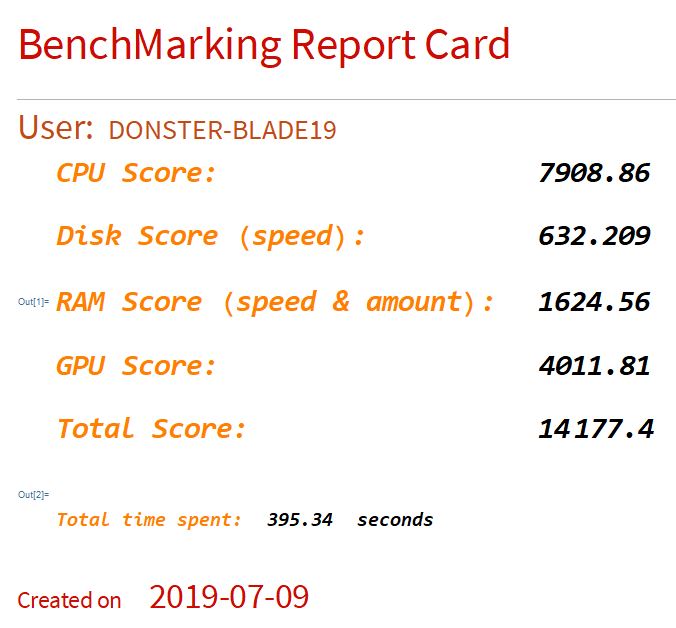 BenchMarking Report Card
User: DONSTER-BLADE19
CPU Score: 7908.86
Disk Score (speed): 632.209
Out[1]= RAM Score (speed & amount): 1624.56
GPU Score: 4011.81
Total Score: 14177.4
Out[2]=
Total time spent: 395.34 seconds
Created on 2019-07-09